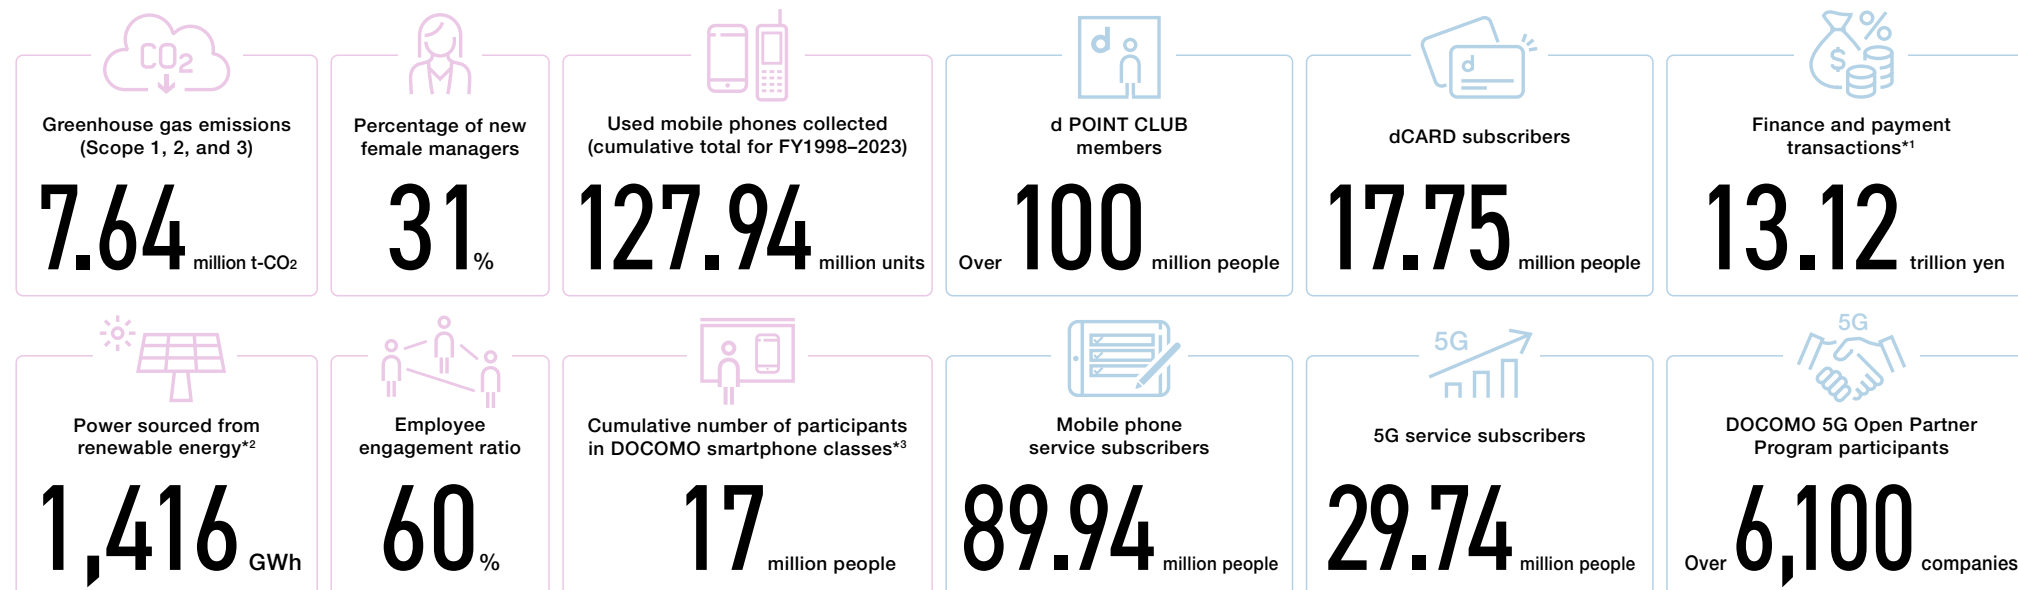 CO2
Greenhouse gas emissions
(Scope 1, 2, and 3)
7.64 million t-CO2
Percentage of new
female managers
31%
Used mobile phones collected
(cumulative total for FY1998–2023)
127.94 million units
d
d POINT CLUB
members
Over 100 million people
d
dCARD subscribers
17.75 million people
% $
Finance and payment
transactions*1
13.12 trillion yen
Power sourced from
renewable energy*2
1,416 GWh
Employee
engagement ratio
60%
Cumulative number of participants
in DOCOMO smartphone classes*3
17 million people
Mobile phone
service subscribers
89.94 million people
5G
5G service subscribers
29.74 million people
5G
DOCOMO 5G Open Partner
Program participants
Over 6,100 companies